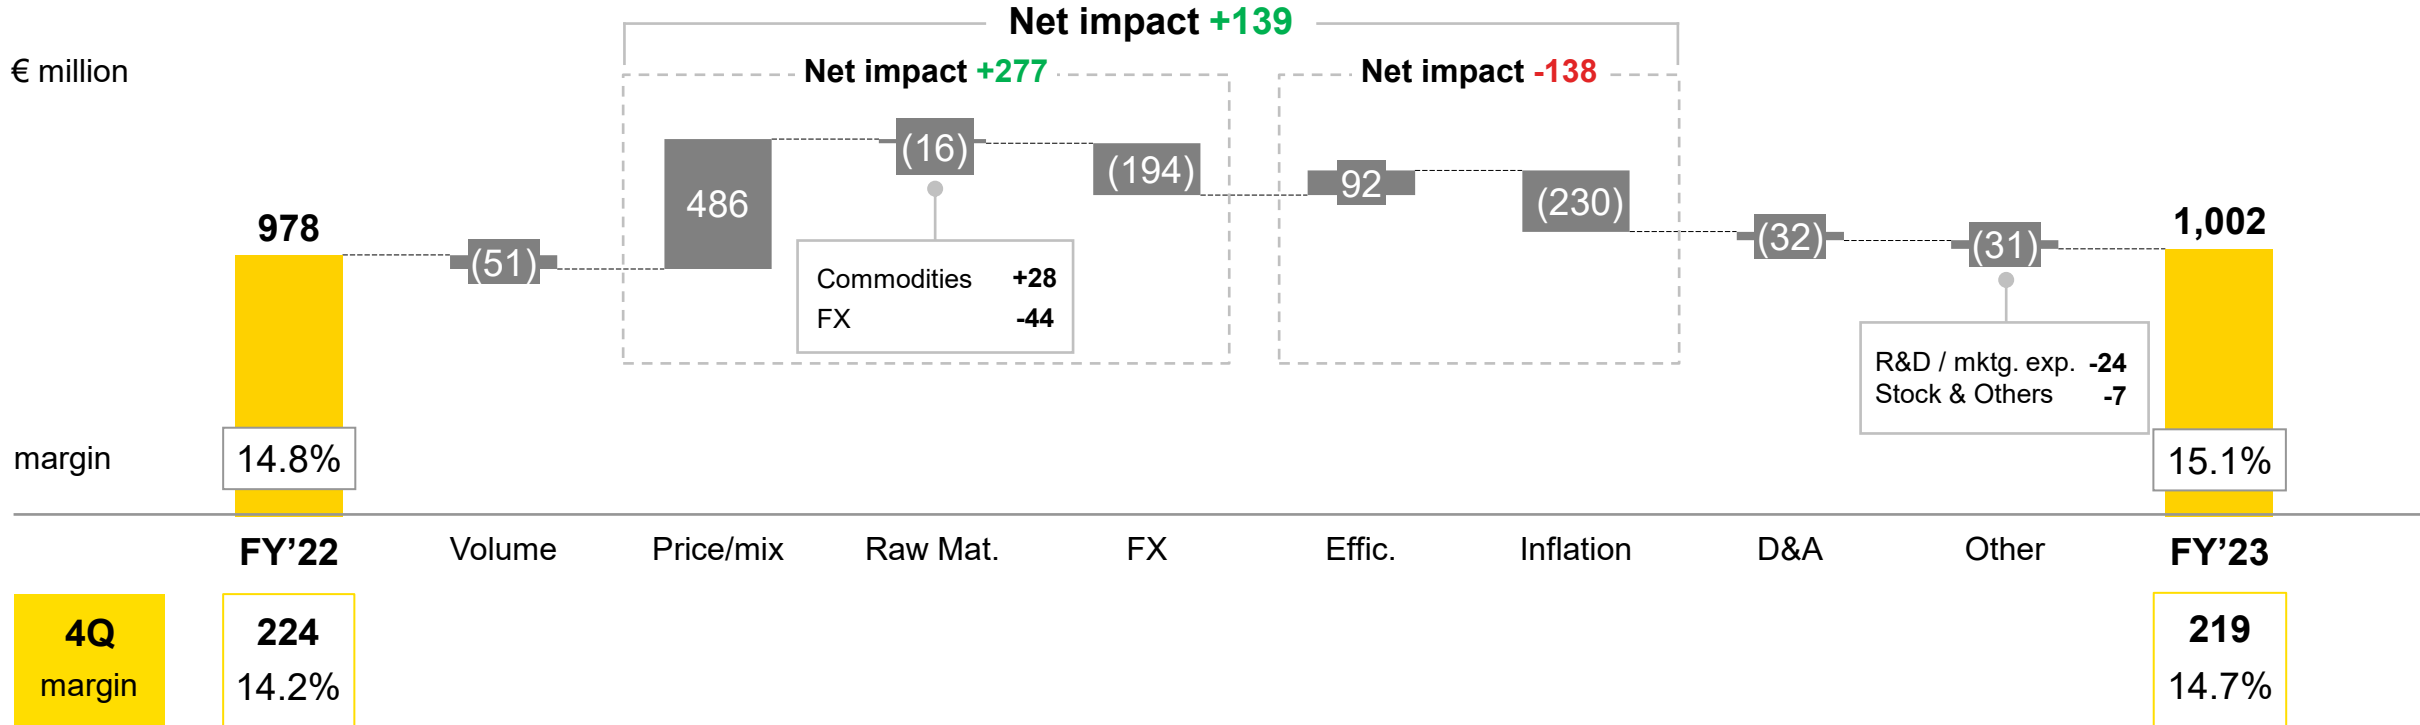 Net impact +139
€ million
Net impact +277
Net impact -138
978
(51)
486
(16)
(194)
92
(230)
(32)
(31)
1,002
Commodities +28
FX -44
R&D / mktg. exp. -24
Stock & Others -7
margin
14.8%
15.1%
FY’22
Volume
Price/mix
Raw Mat.
FX
Effic.
Inflation
D&A
Other
FY’23
4Q
margin
224
14.2%
219
14.7%